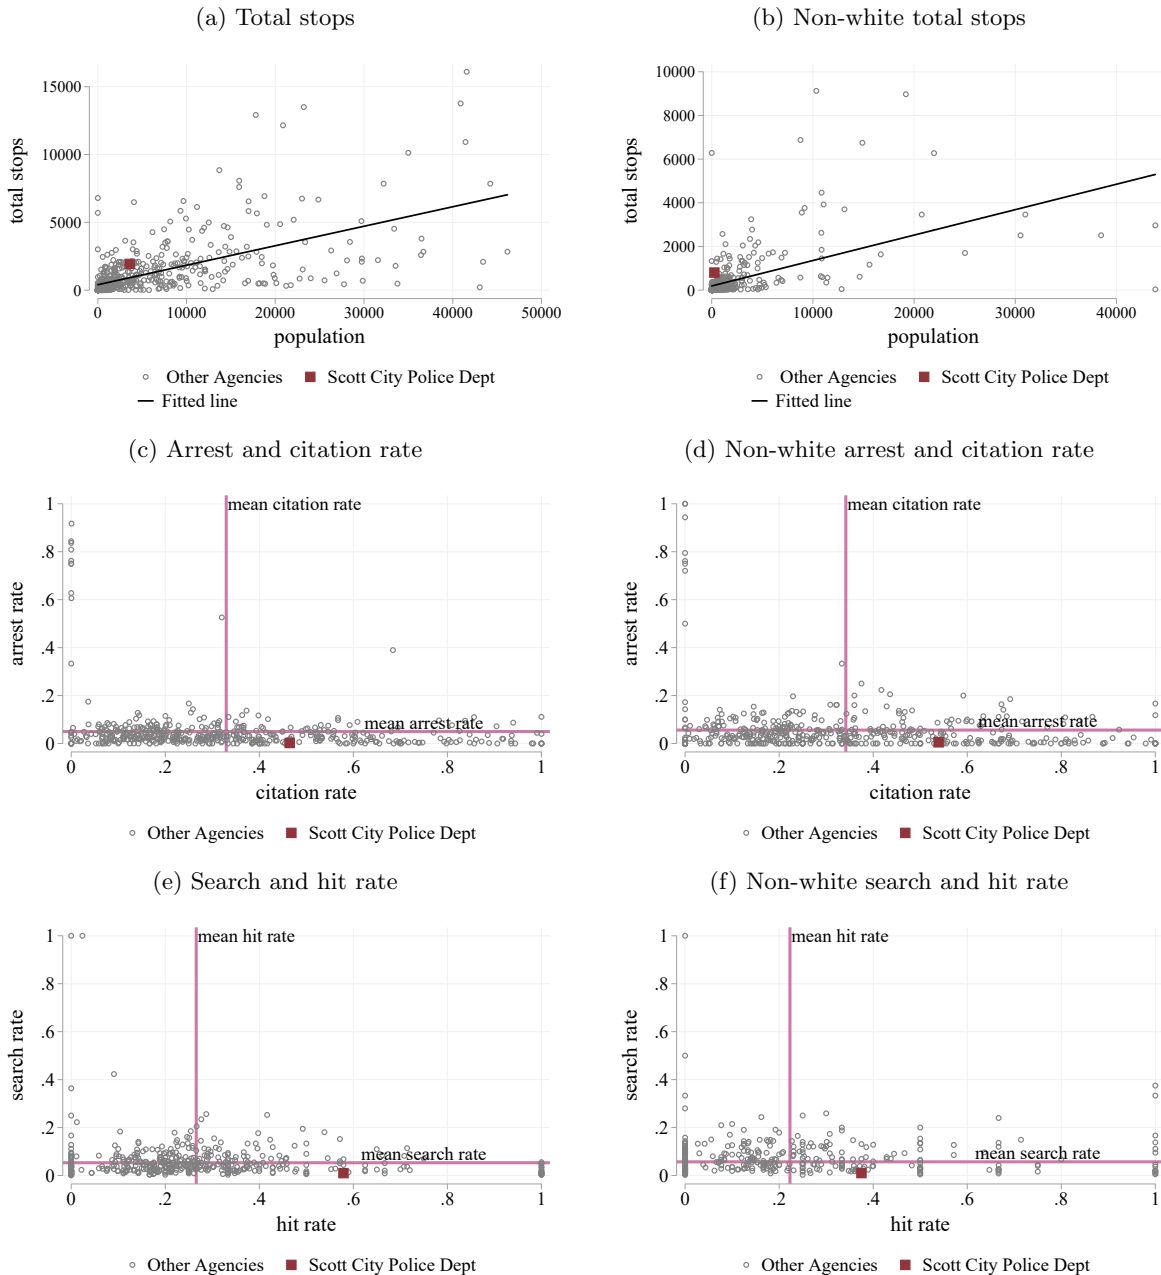 (a) Total stops
(b) Non-white total stops
15000
10000
5000
0
total stops
0 10000 20000 30000 40000 50000
population
Other Agencies Scott City Police Dept
Fitted line
10000
8000
6000
4000
2000
0
total stops
0 10000 20000 30000 40000
population
Other Agencies Scott City Police Dept
Fitted line
(c) Arrest and citation rate
(d) Non-white arrest and citation rate
1
.8
.6
.4
.2
0
arrest rate
mean citation rate
mean arrest rate
0 .2 .4 .6 .8 1
citation rate
Other Agencies Scott City Police Dept
1
.8
.6
.4
.2
0
arrest rate
mean citation rate
mean arrest rate
0 .2 .4 .6 .8 1
citation rate
Other Agencies Scott City Police Dept
(e) Search and hit rate
(f) Non-white search and hit rate
1
.8
.6
.4
.2
0
search rate
mean hit rate
mean search rate
0 .2 .4 .6 .8 1
hit rate
Other Agencies Scott City Police Dept
1
.8
.6
.4
.2
0
search rate
mean hit rate
mean search rate
0 .2 .4 .6 .8 1
hit rate
Other Agencies Scott City Police Dept